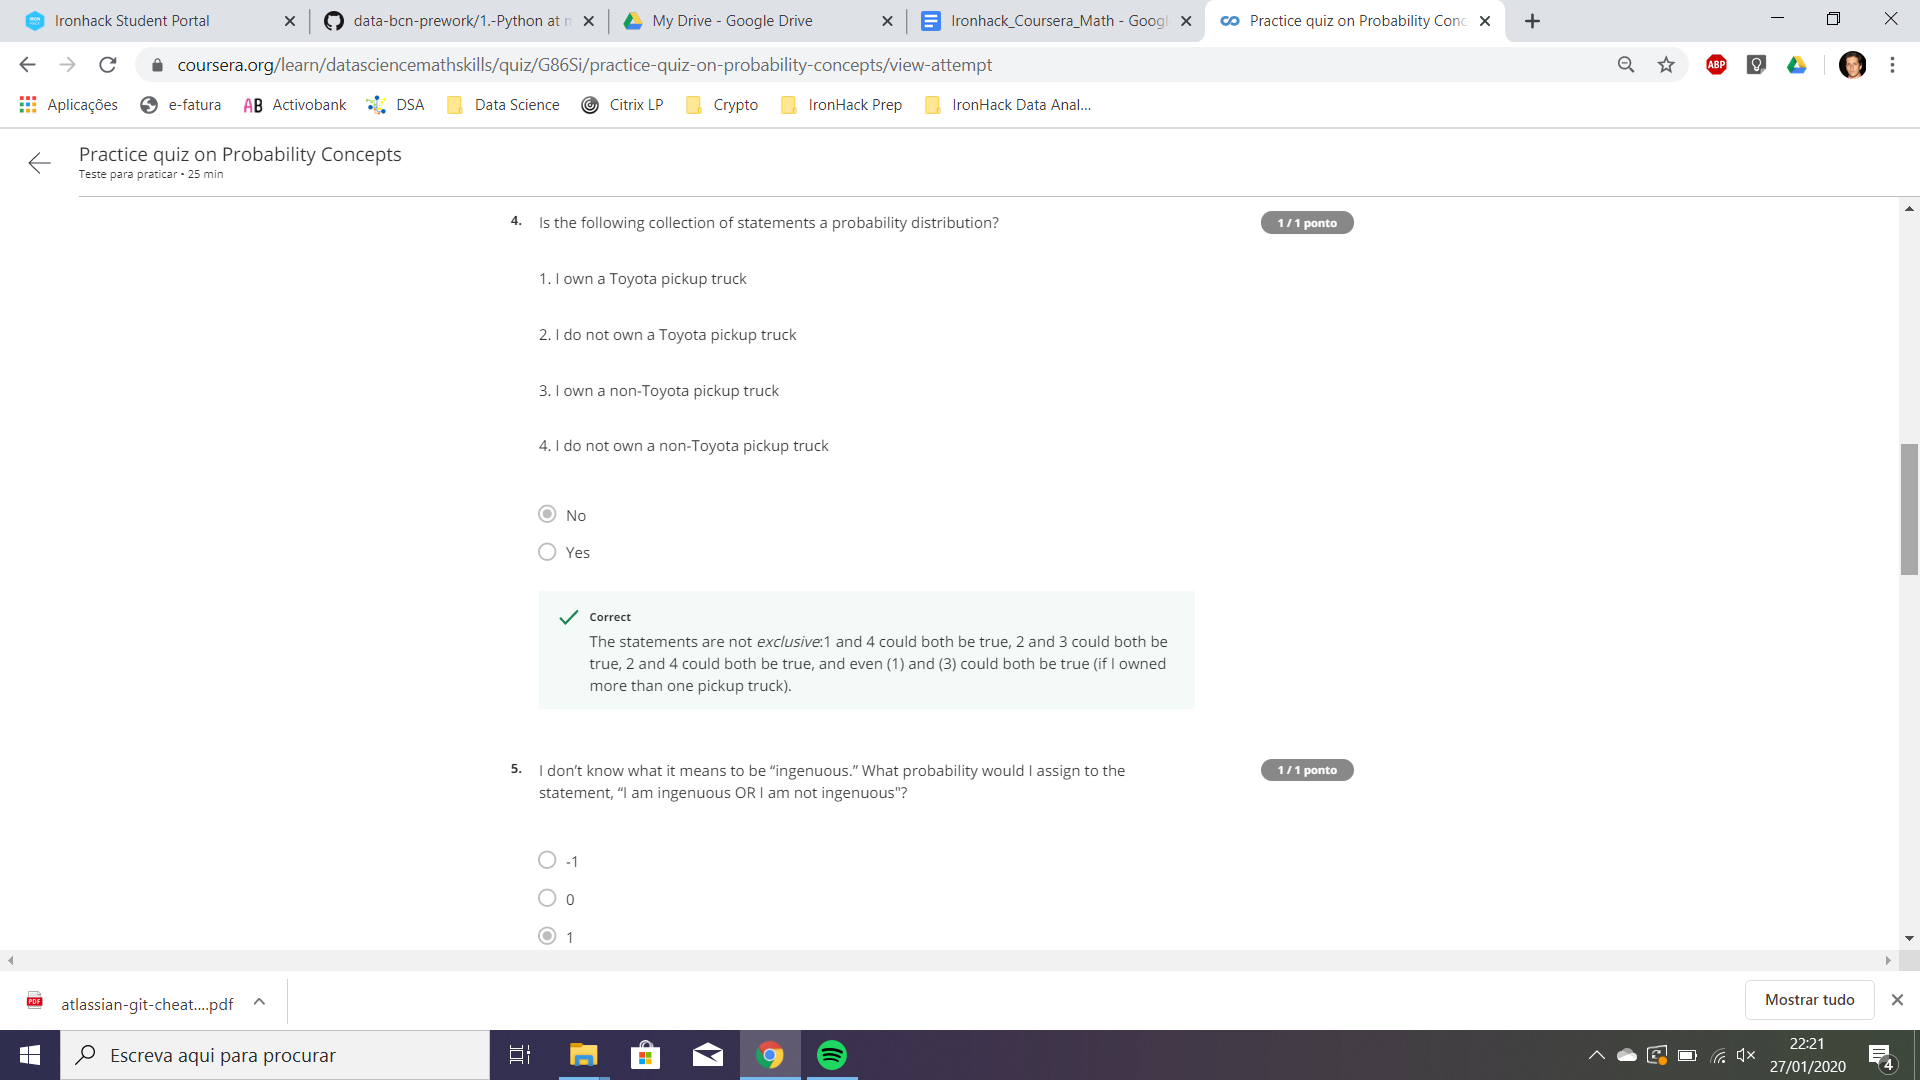 Ironhack Student Portal
data-bcn-prework/1.-Python at m
My Drive - Google Drive
Ironhack_Coursera_Math - Googl
Practice quiz on Probability Conc
coursera.org/learn/datasciencemathskills/quiz/G86Si/practice-quiz-on-probability-concepts/view-attempt
ABP
Aplicações
e-fatura
AB Activobank
DSA
Data Science
Citrix LP
Crypto
IronHack Prep
IronHack Data Anal...
Practice quiz on Probability Concepts
Teste para praticar • 25 min
4. Is the following collection of statements a probability distribution?
1 / 1 ponto
1. I own a Toyota pickup truck
2. I do not own a Toyota pickup truck
3. I own a non-Toyota pickup truck
4. I do not own a non-Toyota pickup truck
No
Yes
Correct
The statements are not exclusive:1 and 4 could both be true, 2 and 3 could both be
true, 2 and 4 could both be true, and even (1) and (3) could both be true (if I owned
more than one pickup truck).
5. I don't know what it means to be “ingenuous.” What probability would I assign to the
1 / 1 ponto
statement, “I am ingenuous OR I am not ingenuous"?
-1
0
1
PDF
atlassian-git-cheat....pdf
Mostrar tudo
Escreva aqui para procurar
22:21
27/01/2020
4